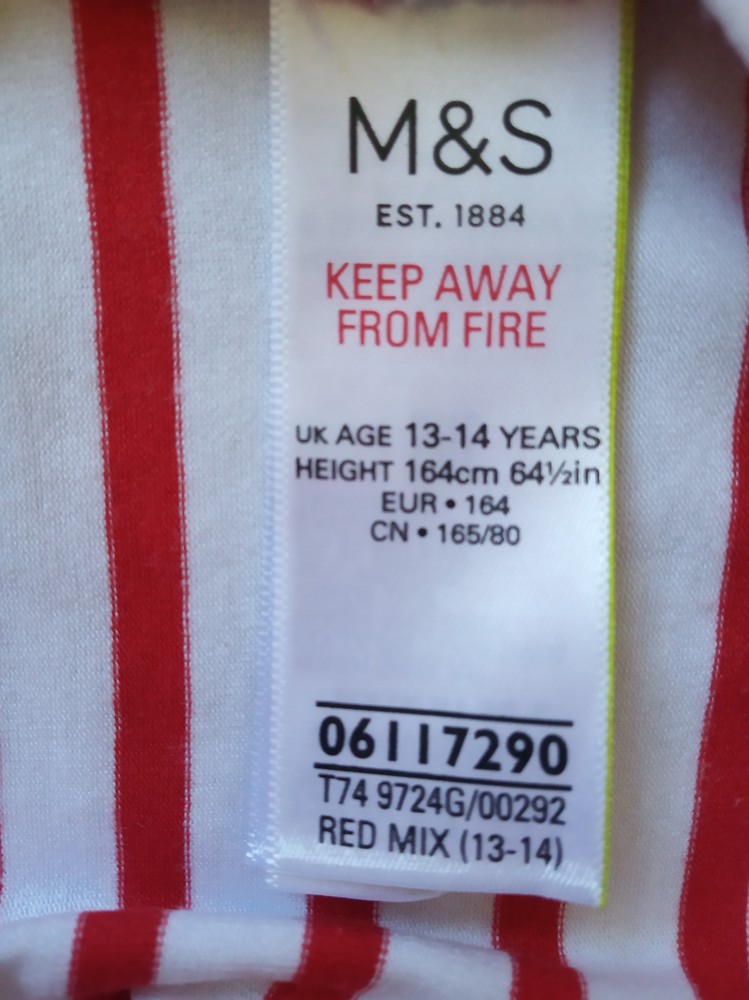 M&S
EST. 1884
KEEP AWAY
FROM FIRE
UK AGE 13-14 YEARS
HEIGHT 164cm 64½in
EUR • 164
CN • 165/80
06117290
T74 9724G/00292
RED MIX (13-14)